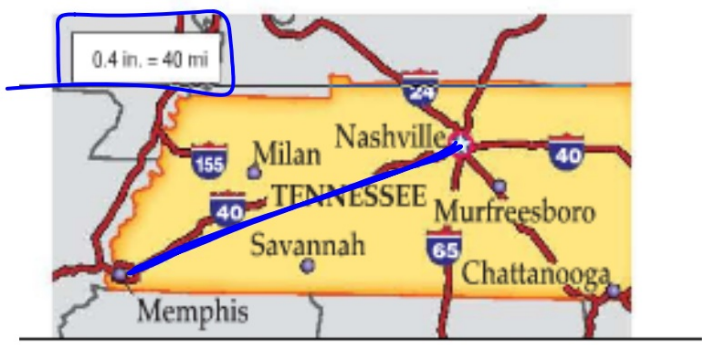 0.4 in. = 40 mi
24
Nashville
155
Milan
40
TENNESSEE
40
Murfreesboro
Savannah
65
Chattanooga
Memphis